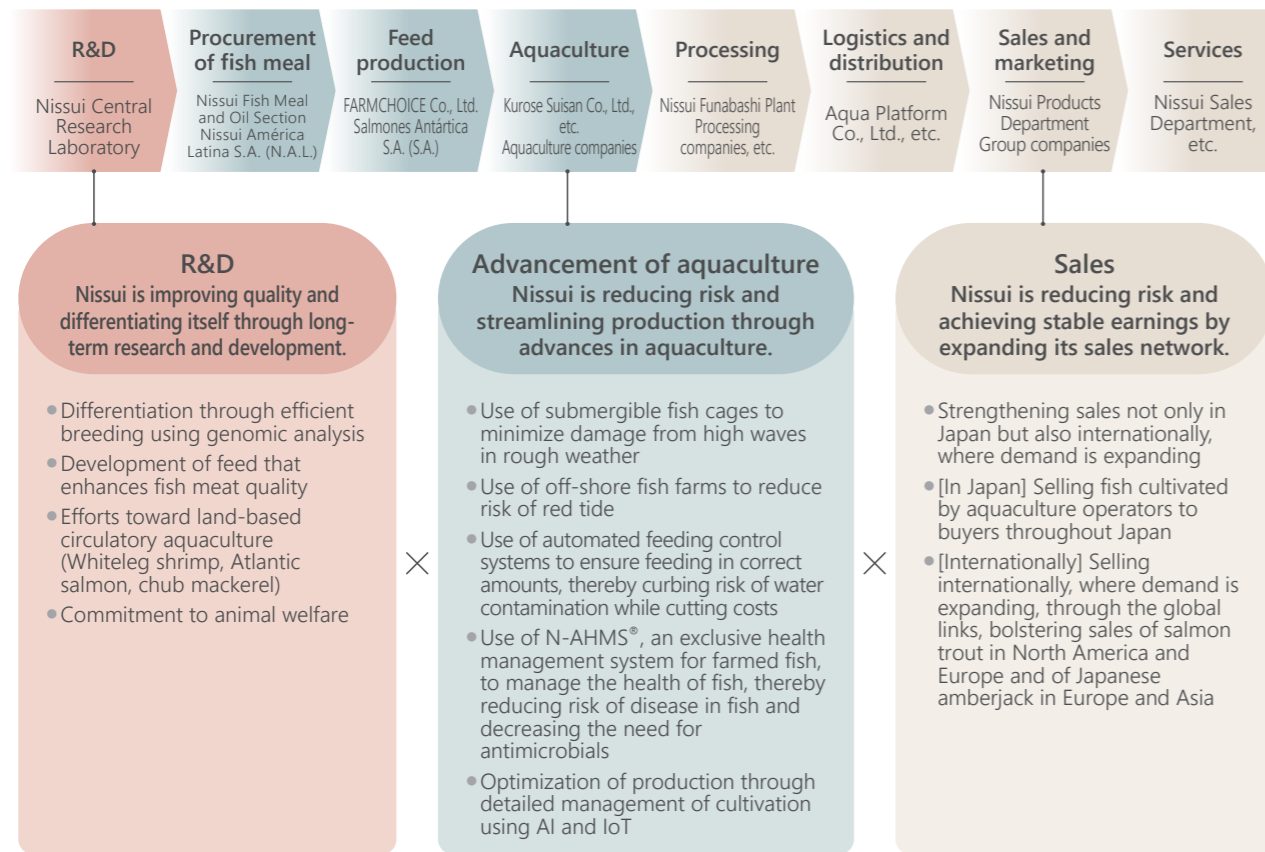 R&D
Nissui Central
Research
Laboratory
Procurement
of fish meal
Nissui Fish Meal
and Oil Section
Nissui América
Latina S.A. (N.A.L.)
Feed
production
FARMCHOICE Co., Ltd.
Salmones Antártica
S.A. (S.A.)
Aquaculture
Kurose Suisan Co., Ltd.,
etc.
Aquaculture companies
Processing
Nissui Funabashi Plant
Processing
companies, etc.
Logistics and
distribution
Aqua Platform
Co., Ltd., etc.
Sales and
marketing
Nissui Products
Department
Group companies
Services
Nissui Sales
Department,
etc.
R&D
Nissui is improving quality and
differentiating itself through long-
term research and development.
●Differentiation through efficient
breeding using genomic analysis
●Development of feed that
enhances fish meat quality
●Efforts toward land-based
circulatory aquaculture
(Whiteleg shrimp, Atlantic
salmon, chub mackerel)
●Commitment to animal welfare
×
Advancement of aquaculture
Nissui is reducing risk and
streamlining production through
advances in aquaculture.
●Use of submergible fish cages to
minimize damage from high waves
in rough weather
●Use of off-shore fish farms to reduce
risk of red tide
●Use of automated feeding control
systems to ensure feeding in correct
amounts, thereby curbing risk of water
contamination while cutting costs
●Use of N-AHMS®, an exclusive health
management system for farmed fish,
to manage the health of fish, thereby
reducing risk of disease in fish and
decreasing the need for
antimicrobials
●Optimization of production through
detailed management of cultivation
using AI and IoT
×
Sales
Nissui is reducing risk and
achieving stable earnings by
expanding its sales network.
●Strengthening sales not only in
Japan but also internationally,
where demand is expanding
●[In Japan] Selling fish cultivated
by aquaculture operators to
buyers throughout Japan
●[Internationally] Selling
internationally, where demand is
expanding, through the global
links, bolstering sales of salmon
trout in North America and
Europe and of Japanese
amberjack in Europe and Asia